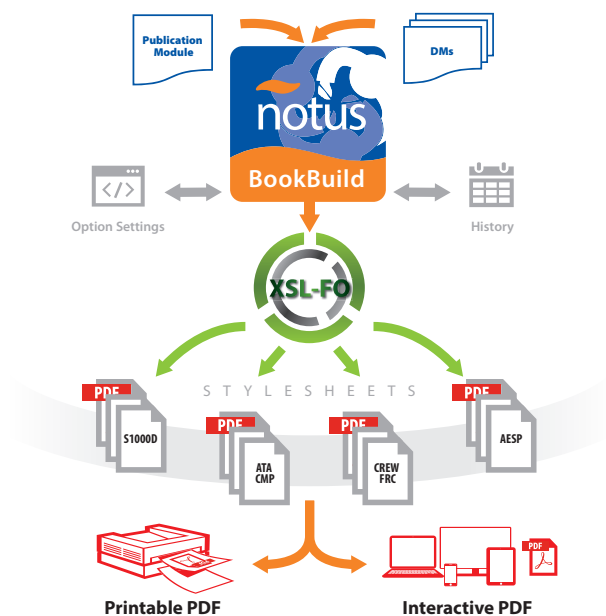 Publication
Module
DMs
notus
BookBuild
</>
Option Settings
History
XSL-FO
STYLESHEETS
PDF
S1000D
PDF
ATA
CMP
PDF
CREW
FRC
PDF
AESP
PDF
Printable PDF
Interactive PDF